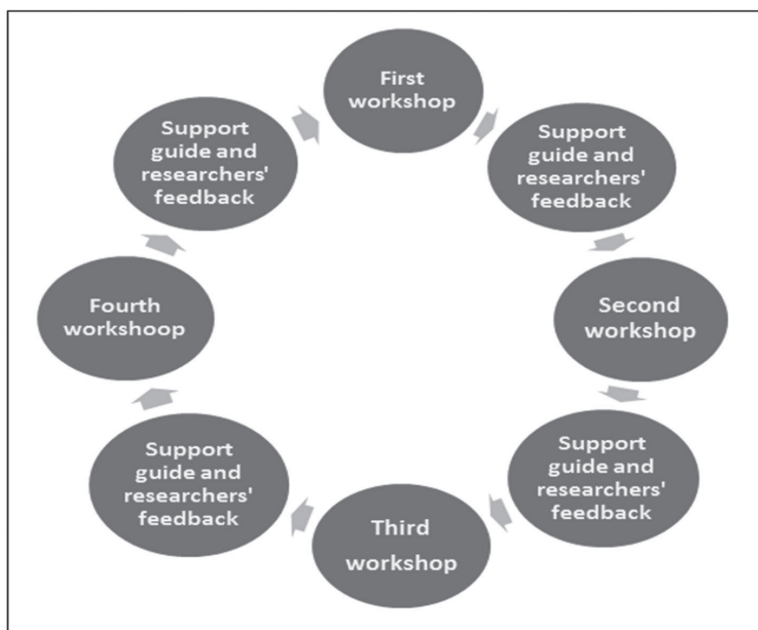 First
workshop
Support
guide and
researchers'
feedback
Second
workshop
Support
guide and
researchers'
feedback
Third
workshop
Support
guide and
researchers'
feedback
Fourth
workshoop
Support
guide and
researchers'
feedback